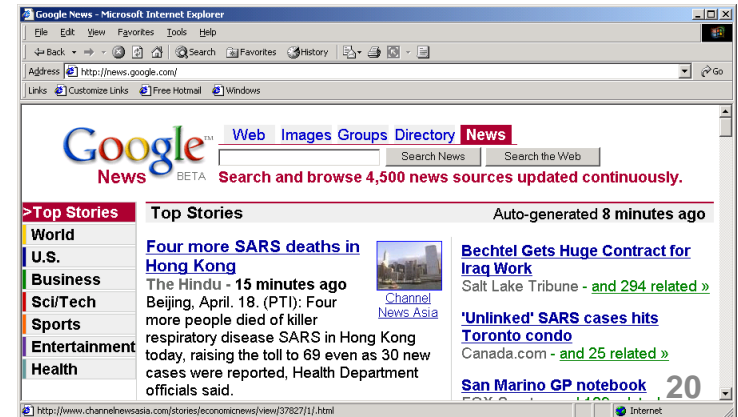 Google News - Microsoft Internet Explorer
File Edit View Favorites Tools Help
Back Search Favorites History
Address http://news.google.com/ Go
Links Customize Links Free Hotmail Windows
Google™ Web Images Groups Directory News
Search News Search the Web
News BETA Search and browse 4,500 news sources updated continuously.
>Top Stories
World
U.S.
Business
Sci/Tech
Sports
Entertainment
Health
Top Stories Auto-generated 8 minutes ago
Four more SARS deaths in
Hong Kong
The Hindu - 15 minutes ago
Beijing, April. 18. (PTI): Four
more people died of killer
respiratory disease SARS in Hong Kong
today, raising the toll to 69 even as 30 new
cases were reported, Health Department
officials said.
Channel
News Asia
Bechtel Gets Huge Contract for
Iraq Work
Salt Lake Tribune - and 294 related »
'Unlinked' SARS cases hits
Toronto condo
Canada.com - and 25 related »
San Marino GP notebook
20
http://www.channelnewsasia.com/stories/economicnews/view/37827/1/.html Internet